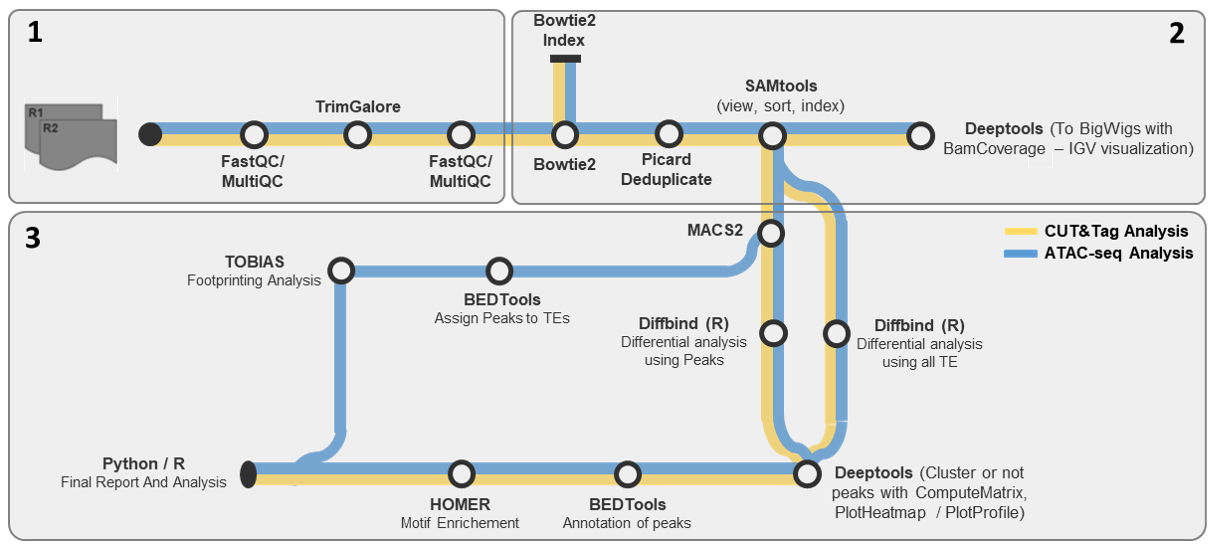 1
R1
R2
TrimGalore
FastQC/
MultiQC
FastQC/
MultiQC
2
Bowtie2
Index
Bowtie2
Picard
Deduplicate
SAMtools
(view, sort, index)
Deeptools (To BigWigs with
BamCoverage – IGV visualization)
3
CUT&Tag Analysis
ATAC-seq Analysis
MACS2
TOBIAS
Footprinting Analysis
BEDTools
Assign Peaks to TEs
Diffbind (R)
Differential analysis
using Peaks
Diffbind (R)
Differential analysis
using all TE
Python / R
Final Report And Analysis
HOMER
Motif Enrichement
BEDTools
Annotation of peaks
Deeptools (Cluster or not
peaks with ComputeMatrix,
PlotHeatmap / PlotProfile)